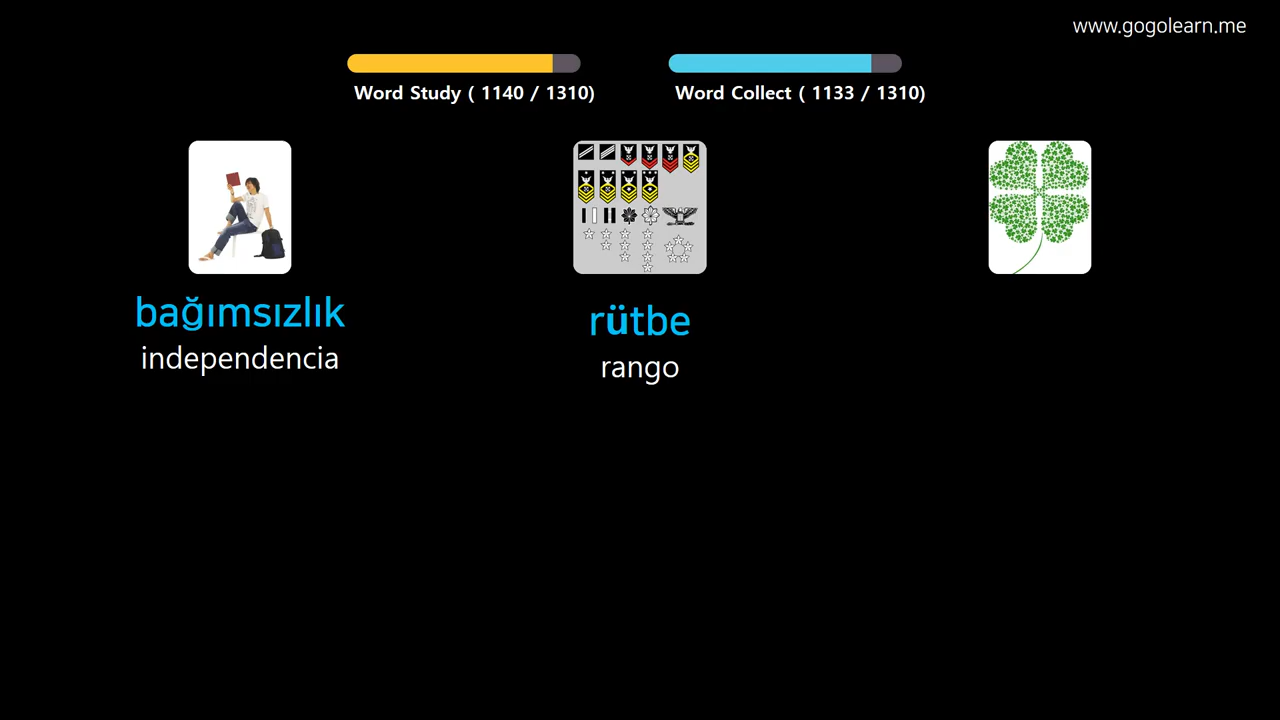 www.gogolearn.me
Word Study ( 1140 / 1310)
Word Collect ( 1133 / 1310)
bağımsızlık
independencia
rütbe
rango